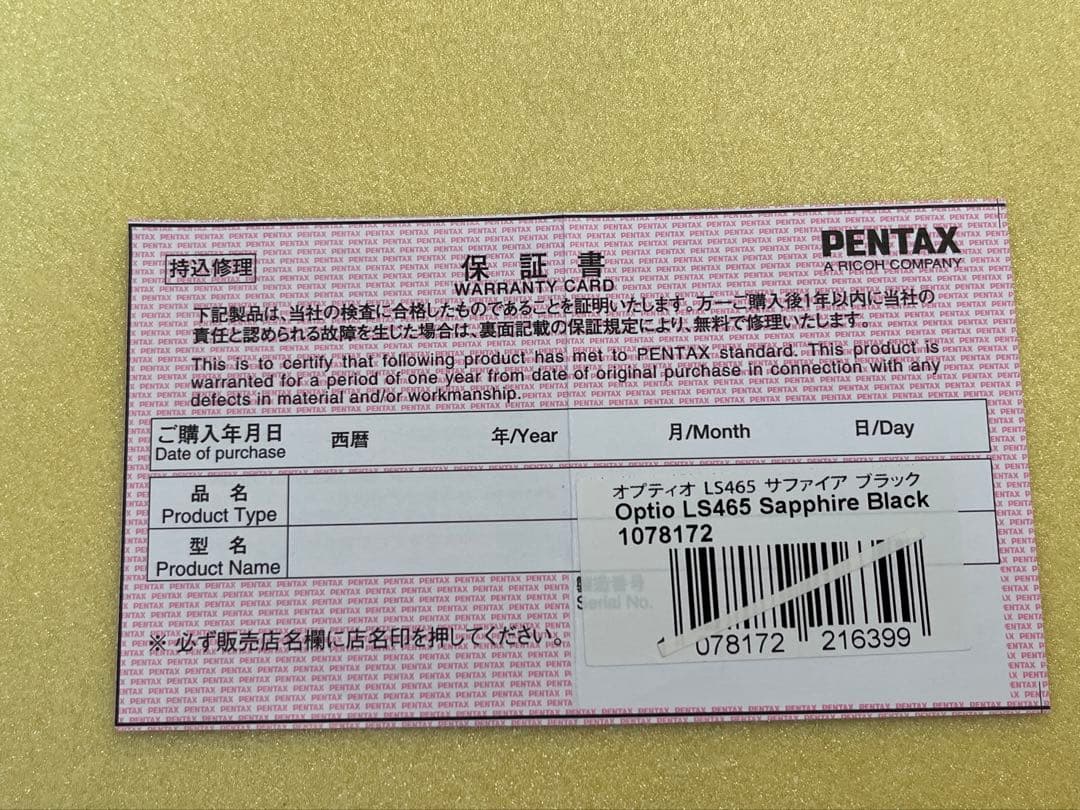 持込修理
保証書
WARRANTY CARD
PENTAX
A RICOH COMPANY
下記製品は、当社の検査に合格したものであることを証明いたします。万一ご購入後1年以内に当社の
責任と認められる故障を生じた場合は、裏面記載の保証規定により、無料で修理いたします。
This is to certify that following product has met to PENTAX standard. This product is
warranted for a period of one year from date of original purchase in connection with any
defects in material and/or workmanship.
ご購入年月日 西暦 年/Year 月/Month 日/Day
Date of purchase
品名
Product Type
型名
Product Name
オプティオ LS465 サファイア ブラック
Optio LS465 Sapphire Black
1078172
製造番号
Serial No.
078172 216399
※ 必ず販売店名欄に店名印を押してください。